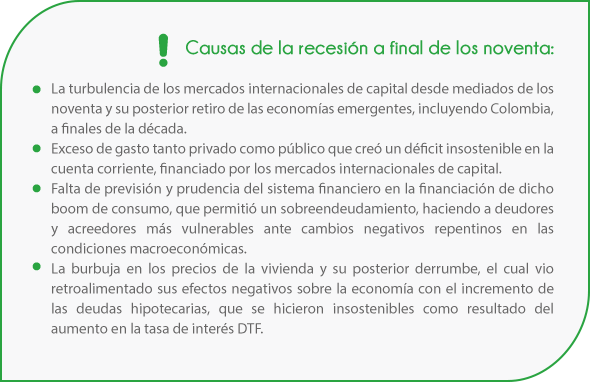 ! Causas de la recesión a final de los noventa:
• La turbulencia de los mercados internacionales de capital desde mediados de los
noventa y su posterior retiro de las economías emergentes, incluyendo Colombia,
a finales de la década.
• Exceso de gasto tanto privado como público que creó un déficit insostenible en la
cuenta corriente, financiado por los mercados internacionales de capital.
• Falta de previsión y prudencia del sistema financiero en la financiación de dicho
boom de consumo, que permitió un sobreendeudamiento, haciendo a deudores
y acreedores más vulnerables ante cambios negativos repentinos en las
condiciones macroeconómicas.
• La burbuja en los precios de la vivienda y su posterior derrumbe, el cual vio
retroalimentado sus efectos negativos sobre la economía con el incremento de
las deudas hipotecarias, que se hicieron insostenibles como resultado del
aumento en la tasa de interés DTF.